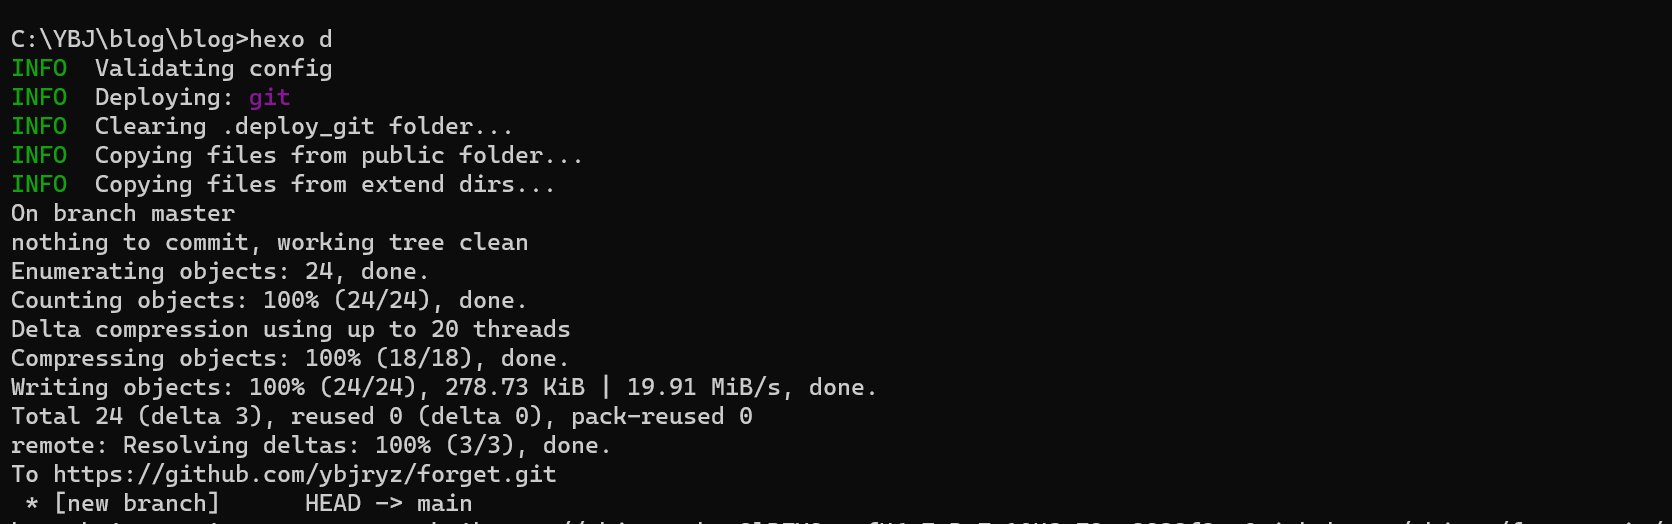 C:\YBJ\blog\blog>hexo d
INFO  Validating config
INFO  Deploying: git
INFO  Clearing .deploy_git folder...
INFO  Copying files from public folder...
INFO  Copying files from extend dirs...
On branch master
nothing to commit, working tree clean
Enumerating objects: 24, done.
Counting objects: 100% (24/24), done.
Delta compression using up to 20 threads
Compressing objects: 100% (18/18), done.
Writing objects: 100% (24/24), 278.73 KiB | 19.91 MiB/s, done.
Total 24 (delta 3), reused 0 (delta 0), pack-reused 0
remote: Resolving deltas: 100% (3/3), done.
To https://github.com/ybjryz/forget.git
 * [new branch]      HEAD -> main